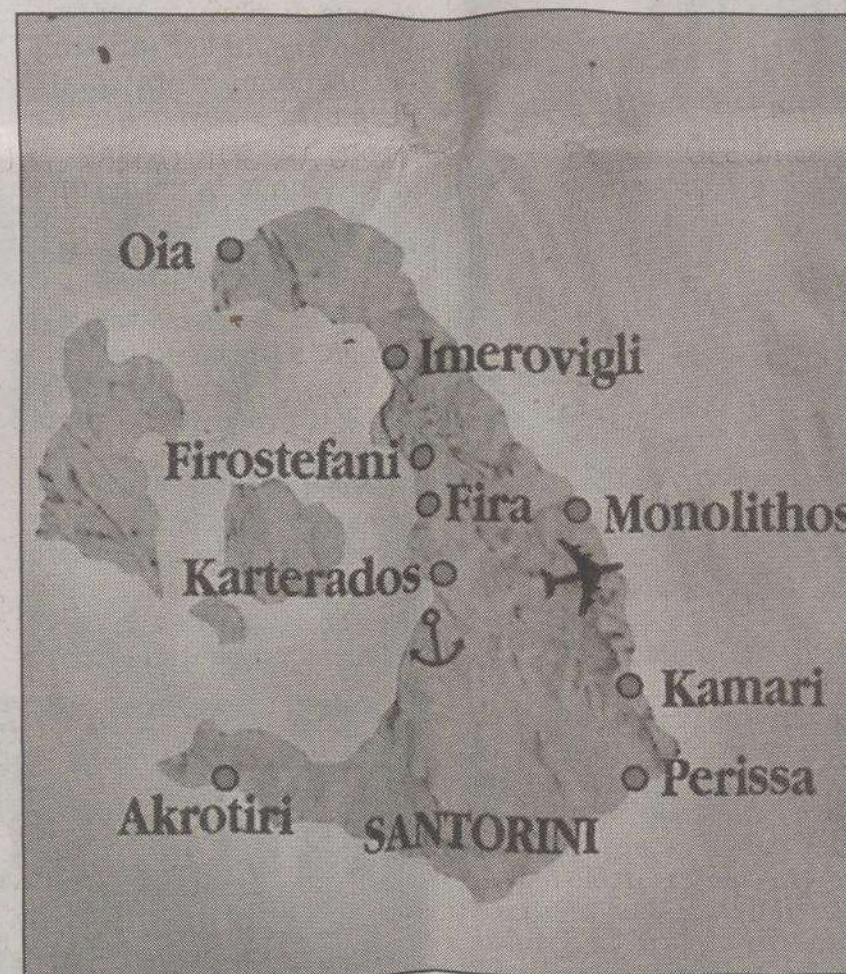 Oia
Imerovigli
Firostefani
Fira
Monolithos
Karterados
Kamari
Perissa
Akrotiri
SANTORINI